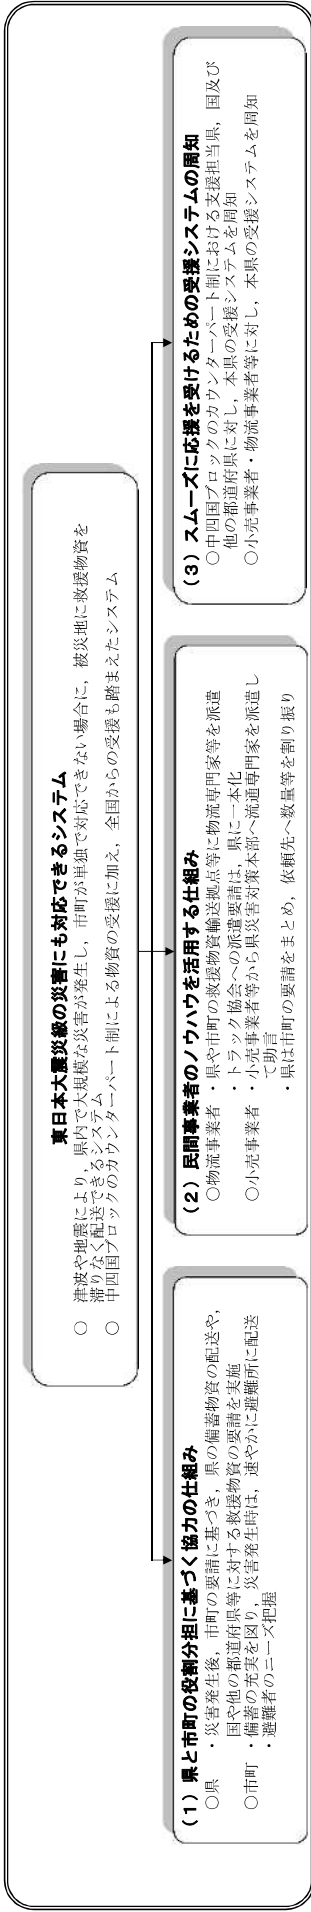 東日本大震災級の災害にも対応できるシステム
○ 津波や地震により，県内で大規模な災害が発生し，市町が単独で対応できない場合に，被災地に救援物資を
滞りなく配送できるシステム
○ 中四国ブロックのカウンターパート制による物資の受援に加え，全国からの受援も踏まえたシステム
（１）県と市町の役割分担に基づく協力の仕組み
○県 ・災害発生後，市町の要請に基づき，県の備蓄物資の配送や，
国や他の都道府県等に対する救援物資の要請を実施
○市町 ・備蓄の充実を図り，災害発生時は，速やかに避難所に配送
・避難者のニーズ把握
（２）民間事業者のノウハウを活用する仕組み
○物流事業者 ・県や市町の救援物資輸送拠点等に物流専門家等を派遣
・トラック協会への派遣要請は，県に一本化
○小売事業者 ・小売事業者等から県災害対策本部へ流通専門家を派遣し
て助言
・県は市町の要請をまとめ，依頼先へ数量等を割り振り
（３）スムーズに応援を受けるための受援システムの周知
○中四国ブロックのカウンターパート制における支援担当県，国及び
他の都道府県に対し，本県の受援システムを周知
○小売事業者・物流事業者等に対し，本県の受援システムを周知